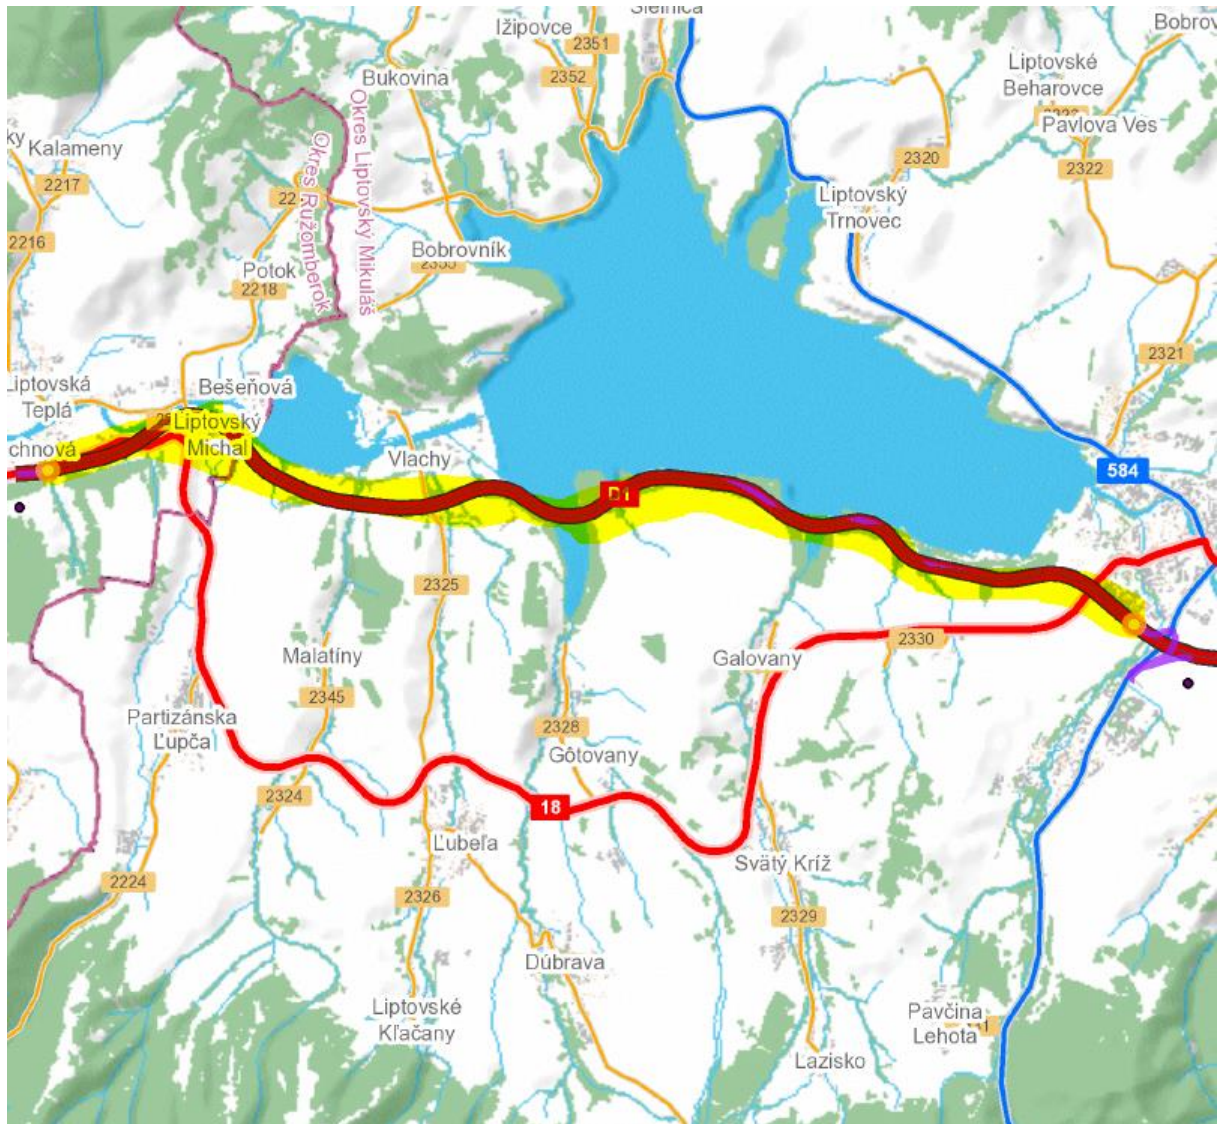 Ižipovce
2351
Bobrov
Bukovina
2352
Liptovské
Beharovce
Okres Liptovský Mikuláš
Okres Ružomberok
Pavlova Ves
Kalameny
2320
2322
2217
Liptovský
Trnovec
2216
Bobrovník
Potok
2218
2321
Liptovská
Teplá
Bešeňová
Liptovský
Michal
chnová
Vlachy
584
D1
2325
2330
Malatíny
Galovany
2345
Partizánska
Ľupča
2328
Gôtovany
2324
18
Ľubeľa
Svätý Kríž
2224
2326
2329
Dúbrava
Liptovské
Kľačany
Pavčina
Lehota
Lazisko